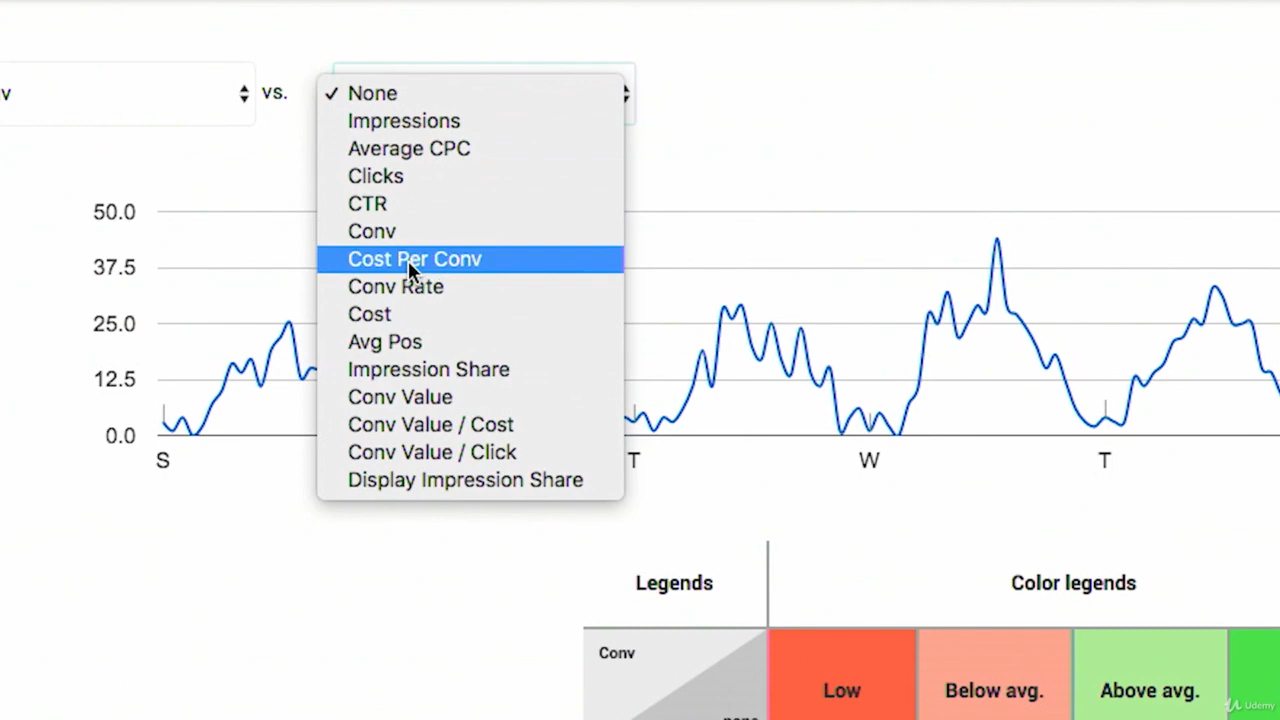 v
vs.
✓ None
Impressions
Average CPC
Clicks
CTR
Conv
Cost Per Conv
Conv Rate
Cost
Avg Pos
Impression Share
Conv Value
Conv Value / Cost
Conv Value / Click
Display Impression Share
50.0
37.5
25.0
12.5
0.0
S
T
W
T
Legends
Color legends
Conv
none
Low
Below avg.
Above avg.
Udemy